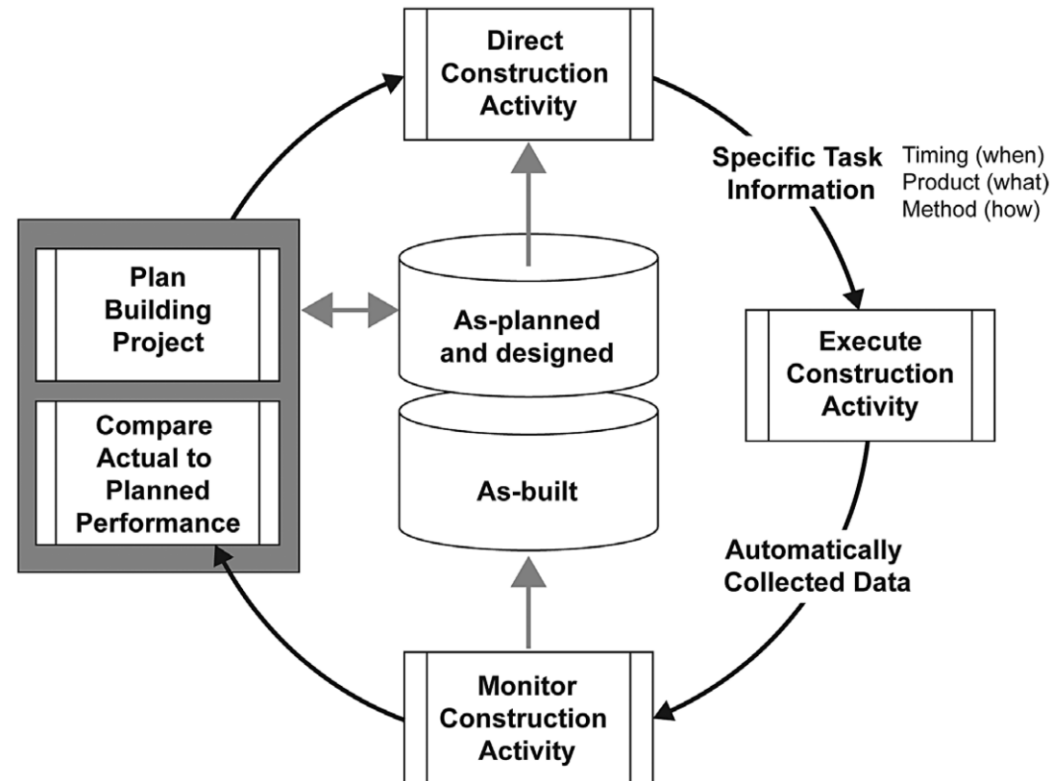 Direct
Construction
Activity
Specific Task
Information
Timing (when)
Product (what)
Method (how)
Plan
Building
Project
As-planned
and designed
Execute
Construction
Activity
Compare
Actual to
Planned
Performance
As-built
Automatically
Collected Data
Monitor
Construction
Activity